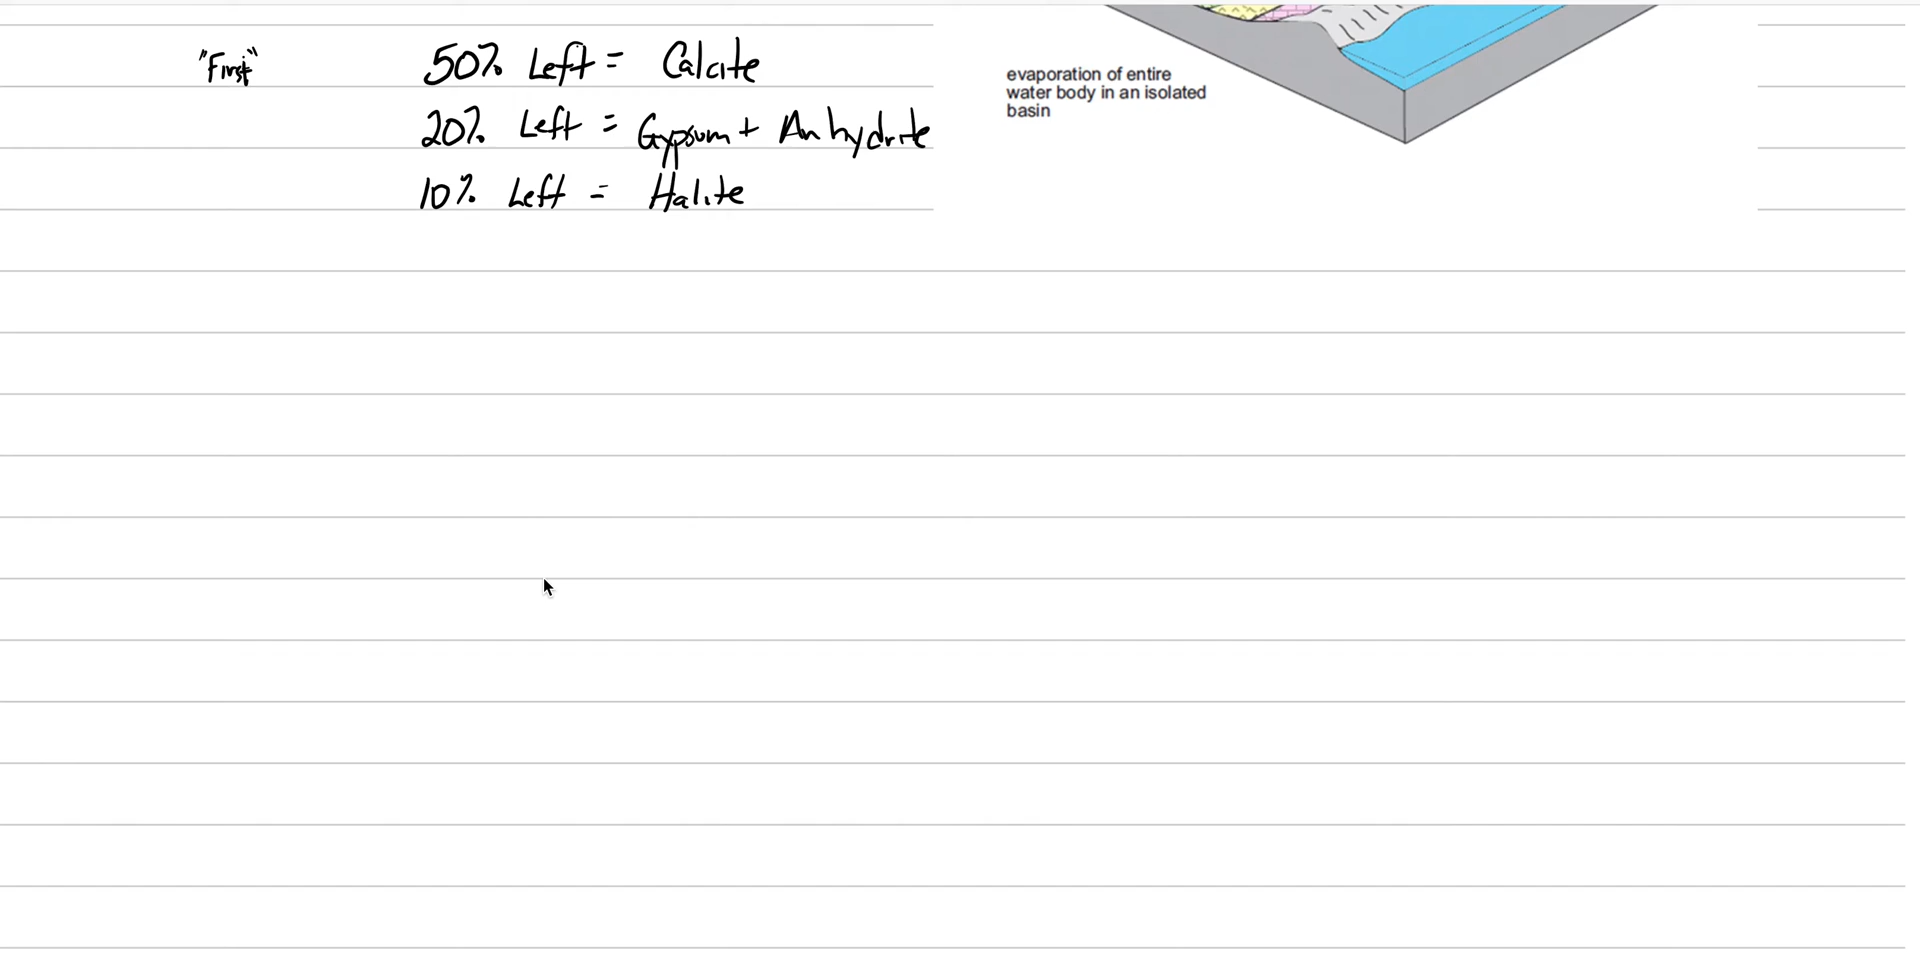 "First" 50% Left = Calcite
20% Left = Gypsum + Anhydrite
10% Left = Halite
evaporation of entire
water body in an isolated
basin